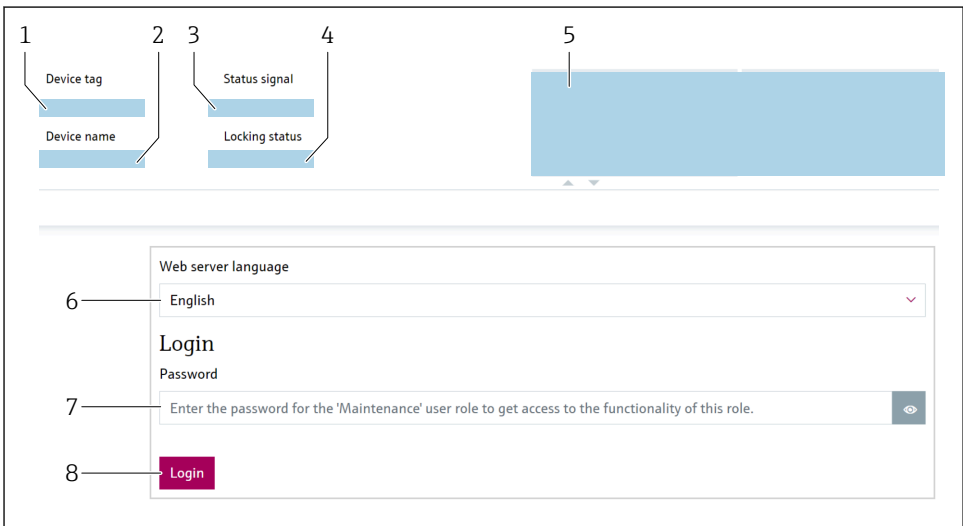 1 2 3 4 5
Device tag Status signal
Device name Locking status
Web server language
6 English
Login
Password
7 Enter the password for the 'Maintenance' user role to get access to the functionality of this role.
8 Login